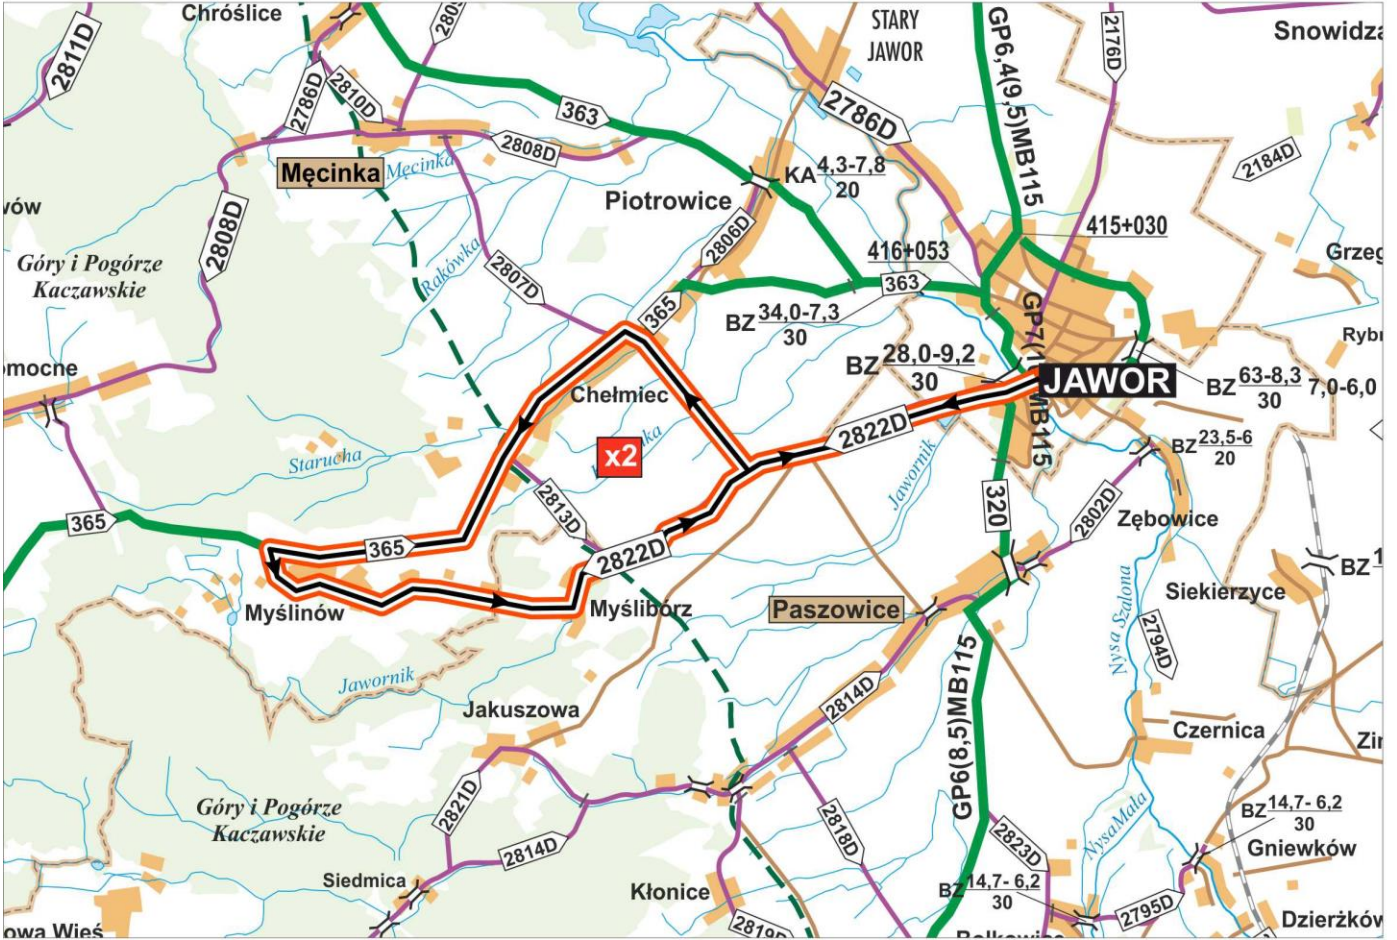 Chróślice
2811D
2786D
2810D
STARY
JAWOR
GP6,4(9,5)MB115
2176D
363
2786D
2808D
Męcinka
Męcinka
Piotrowice
KA 4,3-7,8
20
2184D
2808D
2806D
416+053
415+030
Góry i Pogórze
Kaczawskie
Rakówka
2807D
365
363
BZ 34,0-7,3
30
BZ 28,0-9,2
30
JAWOR
BZ 63-8,3
30
7,0-6,0
Chełmiec
x2
2822D
BZ 23,5-6
20
Starucha
Jawornik
2813D
320
2802D
Zębowice
365
365
2822D
Siekierzyce
Myślinów
Myślibórz
Paszowice
Nysa Szalona
2794D
Jawornik
GP6(8,5)MB115
2814D
Jakuszowa
Czernica
Góry i Pogórze
Kaczawskie
2821D
2814D
2818D
2823D
Nysa Mała
BZ 14,7- 6,2
30
Gniewków
Siedmica
Kłonice
BZ 14,7- 6,2
30
2795D
2819D
Dzierżków